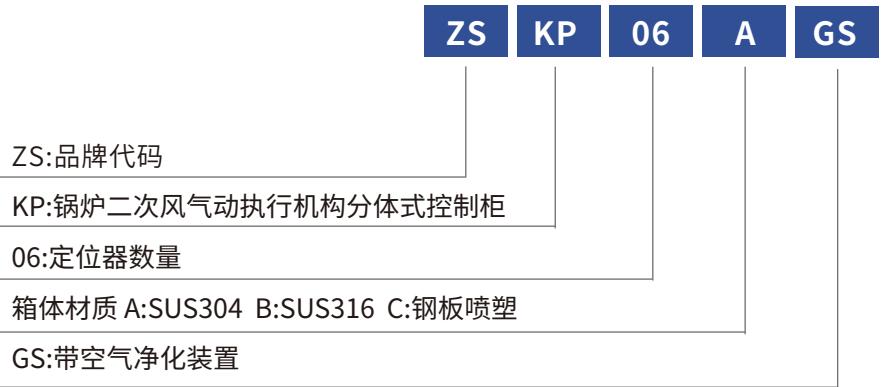 ZS KP 06 A GS
ZS:品牌代码
KP:锅炉二次风气动执行机构分体式控制柜
06:定位器数量
箱体材质 A:SUS304 B:SUS316 C:钢板喷塑
GS:带空气净化装置